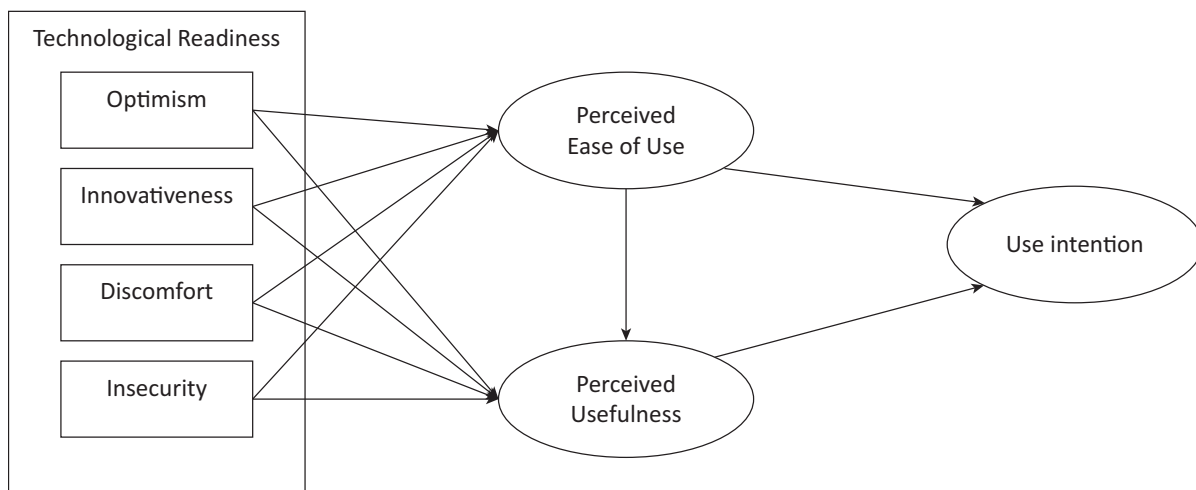 Technological Readiness
Optimism
Innovativeness
Discomfort
Insecurity
Perceived
Ease of Use
Perceived
Usefulness
Use intention